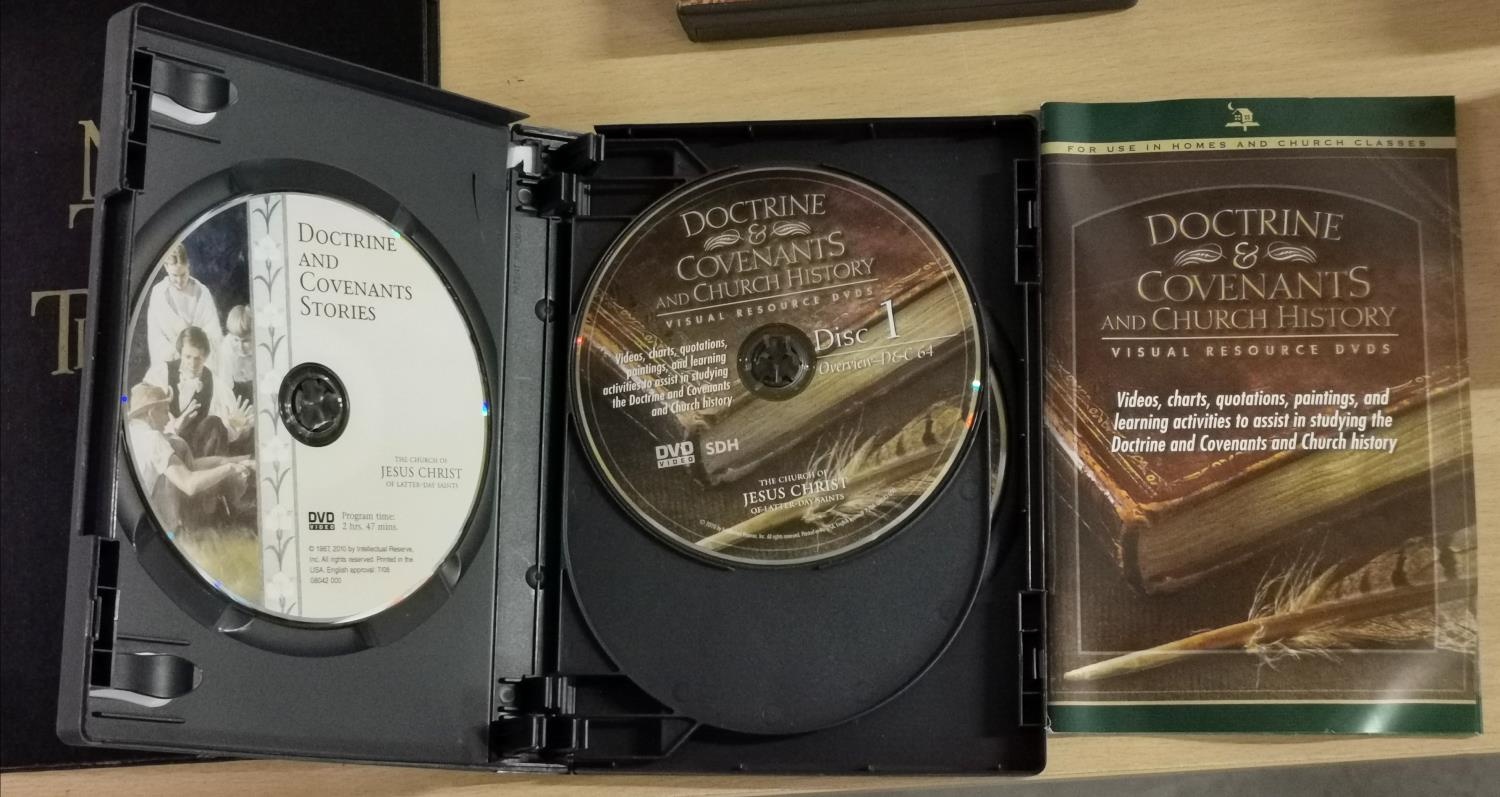 DOCTRINE
AND
COVENANTS
STORIES
THE CHURCH OF
JESUS CHRIST
OF LATTER-DAY SAINTS
DVD
VIDEO
Program time:
2 hrs. 47 mins.
© 1987, 2010 by Intellectual Reserve,
Inc. All rights reserved. Printed in the
USA. English approval: 7/08
08042 000
DOCTRINE
&
COVENANTS
AND CHURCH HISTORY
VISUAL RESOURCE DVDS
Disc 1
Overview–D&C 64
Videos, charts, quotations,
paintings, and learning
activities to assist in studying
the Doctrine and Covenants
and Church history
DVD
VIDEO
SDH
THE CHURCH OF
JESUS CHRIST
OF LATTER-DAY SAINTS
FOR USE IN HOMES AND CHURCH CLASSES
DOCTRINE
&
COVENANTS
AND CHURCH HISTORY
VISUAL RESOURCE DVDS
Videos, charts, quotations, paintings, and
learning activities to assist in studying the
Doctrine and Covenants and Church history